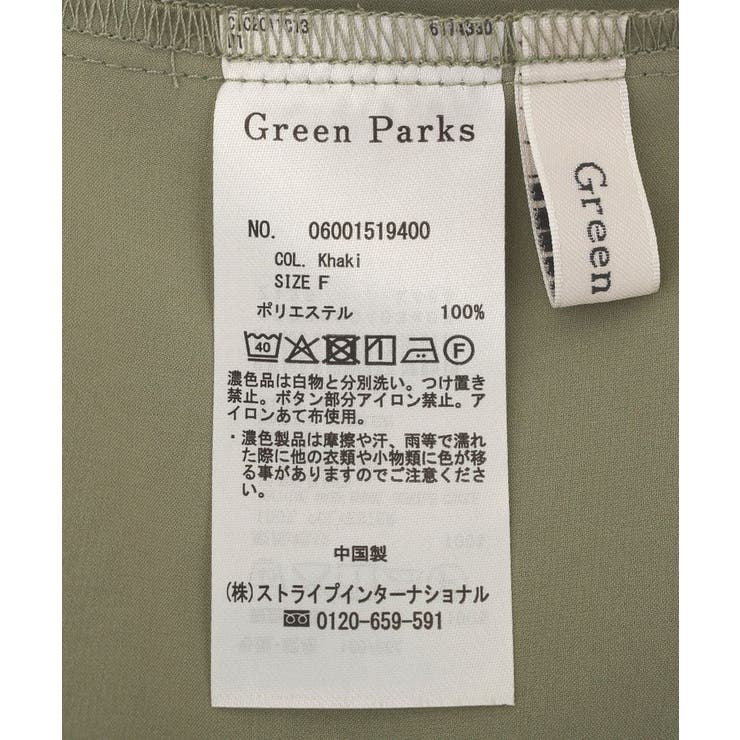 6114330
Green Parks
Green
NO. 06001519400
COL. Khaki
SIZE F
ポリエステル 100%
40 F
濃色品は白物と分別洗い。つけ置き
禁止。ボタン部分アイロン禁止。ア
イロンあて布使用。
・濃色製品は摩擦や汗、雨等で濡れ
た際に他の衣類や小物類に色が移
る事がありますのでご注意くださ
い。
中国製
(株)ストライプインターナショナル
0120-659-591